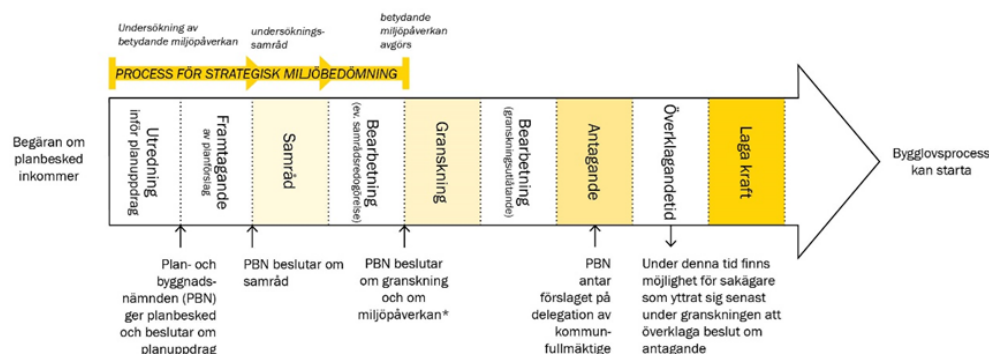 Undersökning av
betydande miljöpåverkan
undersöknings-
samråd
betydande
miljöpåverkan
avgörs
PROCESS FÖR STRATEGISK MILJÖBEDÖMNING
Begäran om
planbesked
inkommer
Utredning
inför planuppdrag
Framtagande
av planförslag
Samråd
Bearbetning
(ev. samrådsredogörelse)
Granskning
Bearbetning
(granskningsutlåtande)
Antagande
Överklagandetid
Laga kraft
Bygglovsprocess
kan starta
Plan- och
byggnads-
nämnden (PBN)
ger planbesked
och beslutar om
planuppdrag
PBN beslutar om
samråd
PBN beslutar
om granskning
och om
miljöpåverkan*
PBN
antar
förslaget på
delegation av
kommun-
fullmäktige
Under denna tid finns
möjlighet för sakägare
som yttrat sig senast
under granskningen att
överklaga beslut om
antagande